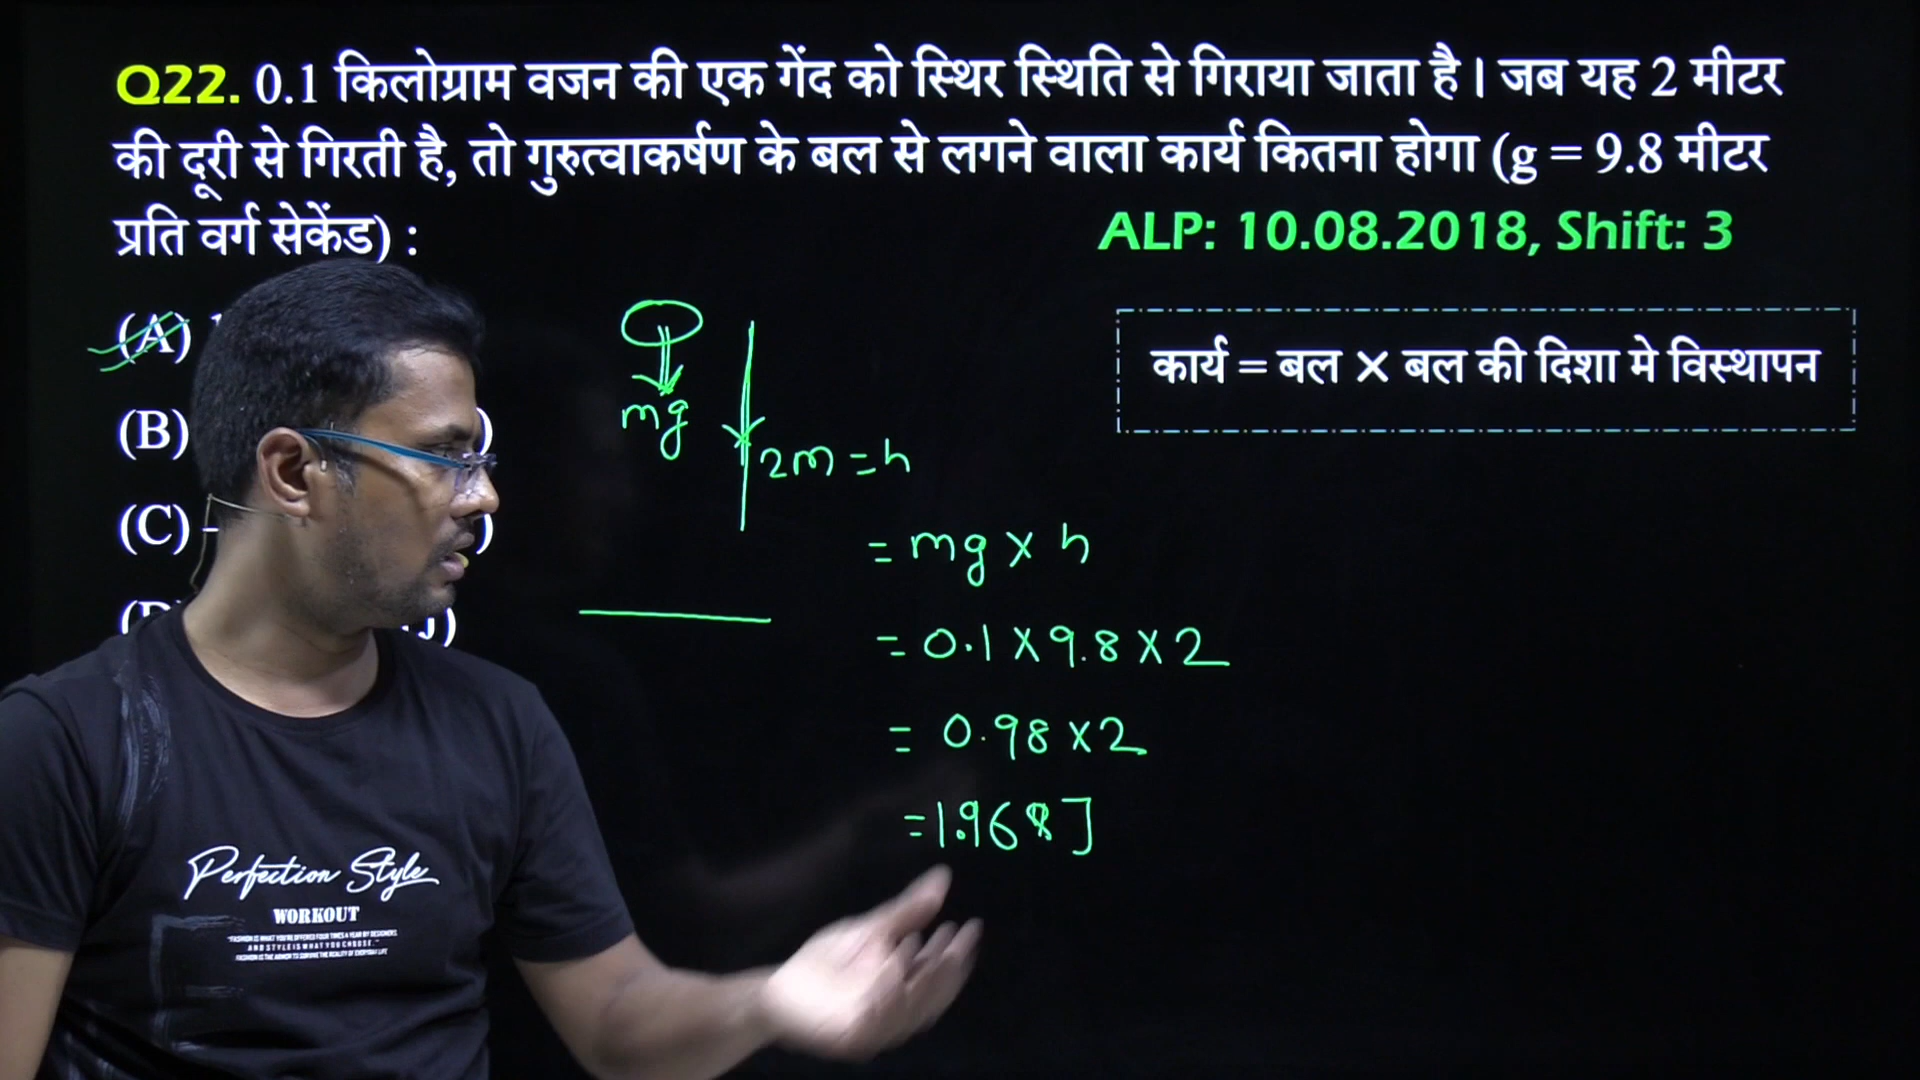 Q22. 0.1 किलोग्राम वजन की एक गेंद को स्थिर स्थिति से गिराया जाता है। जब यह 2 मीटर
की दूरी से गिरती है, तो गुरुत्वाकर्षण के बल से लगने वाला कार्य कितना होगा (g = 9.8 मीटर
प्रति वर्ग सेकेंड) :
ALP: 10.08.2018, Shift: 3
(A)
(B)
(C)
कार्य = बल × बल की दिशा मे विस्थापन
mg
2m = h
= mg × h
= 0.1 × 9.8 × 2
= 0.98 × 2
Perfection Style
WORKOUT